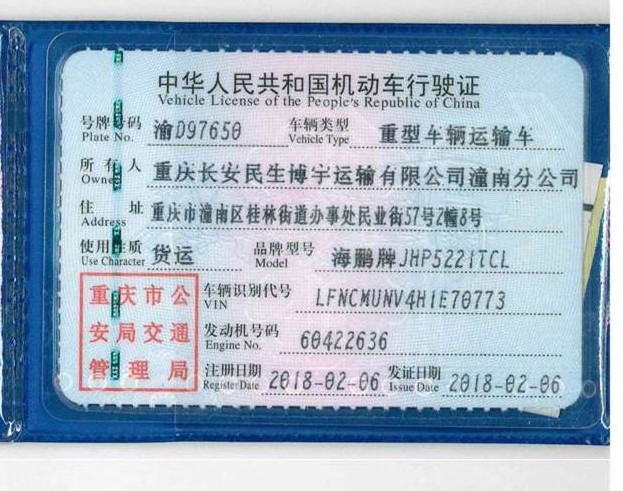 中华人民共和国机动车行驶证
Vehicle License of the People's Republic of China
号牌号码 渝D97650 车辆类型 重型车辆运输车
Plate No. Vehicle Type
所有人 重庆长安民生博宇运输有限公司潼南分公司
Owner
住址 重庆市潼南区桂林街道办事处民业街57号2幢8号
Address
使用性质 货运 品牌型号 海鹏牌JHP5221TCL
Use Character Model
重庆市公 车辆识别代号 LFNCMUNV4H1E70773
VIN
安局交通 发动机号码 60422636
Engine No.
管理局 注册日期 2018-02-06 发证日期 2018-02-06
Register Date Issue Date